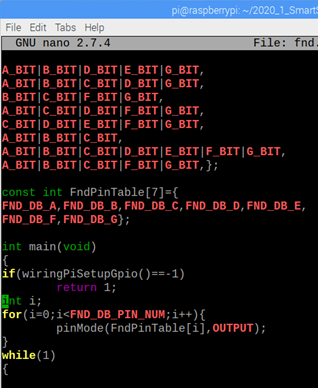 pi@raspberrypi: ~/2020_1_SmartS
File Edit Tabs Help
GNU nano 2.7.4 File: fnd.
A_BIT|B_BIT|D_BIT|E_BIT|G_BIT,
A_BIT|B_BIT|C_BIT|D_BIT|G_BIT,
B_BIT|C_BIT|F_BIT|G_BIT,
A_BIT|C_BIT|D_BIT|F_BIT|G_BIT,
C_BIT|D_BIT|E_BIT|F_BIT|G_BIT,
A_BIT|B_BIT|C_BIT,
A_BIT|B_BIT|C_BIT|D_BIT|E_BIT|F_BIT|G_BIT,
A_BIT|B_BIT|C_BIT|F_BIT|G_BIT,};
const int FndPinTable[7]={
FND_DB_A,FND_DB_B,FND_DB_C,FND_DB_D,FND_DB_E,
FND_DB_F,FND_DB_G};
int main(void)
{
if(wiringPiSetupGpio()==-1)
return 1;
int i;
for(i=0;i<FND_DB_PIN_NUM;i++){
pinMode(FndPinTable[i],OUTPUT);
}
while(1)
{